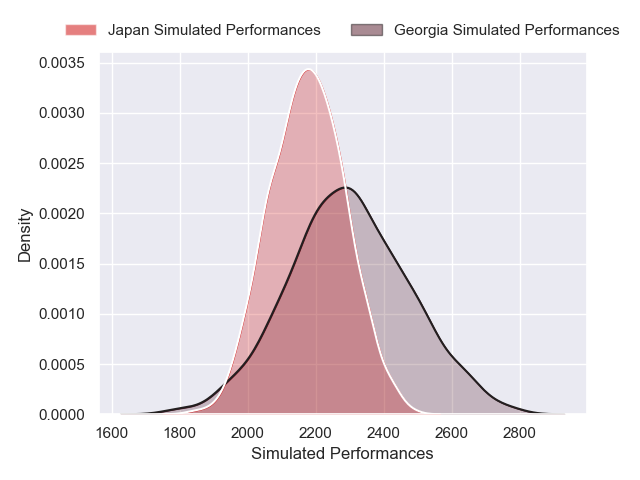 Japan Simulated Performances Georgia Simulated Performances
0.0035
0.0030
0.0025
0.0020
0.0015
0.0010
0.0005
0.0000
Density
1600 1800 2000 2200 2400 2600 2800
Simulated Performances